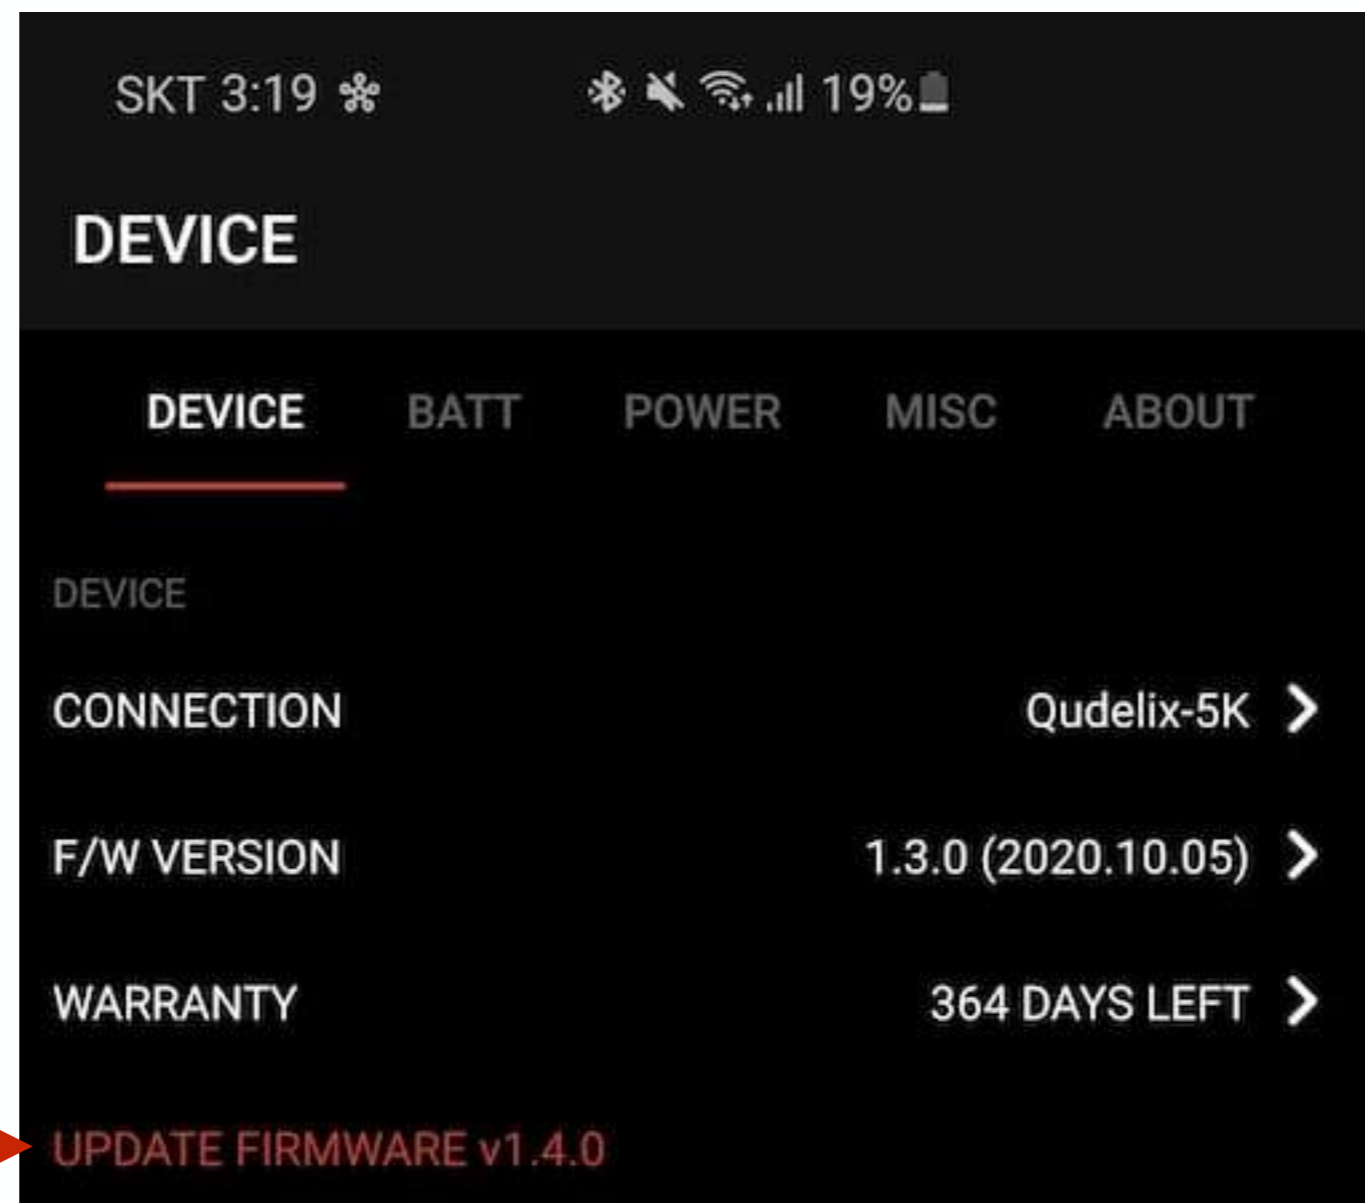 SKT 3:19 19%
DEVICE
DEVICE BATT POWER MISC ABOUT
DEVICE
CONNECTION Qudelix-5K
F/W VERSION 1.3.0 (2020.10.05)
WARRANTY 364 DAYS LEFT
UPDATE FIRMWARE v1.4.0